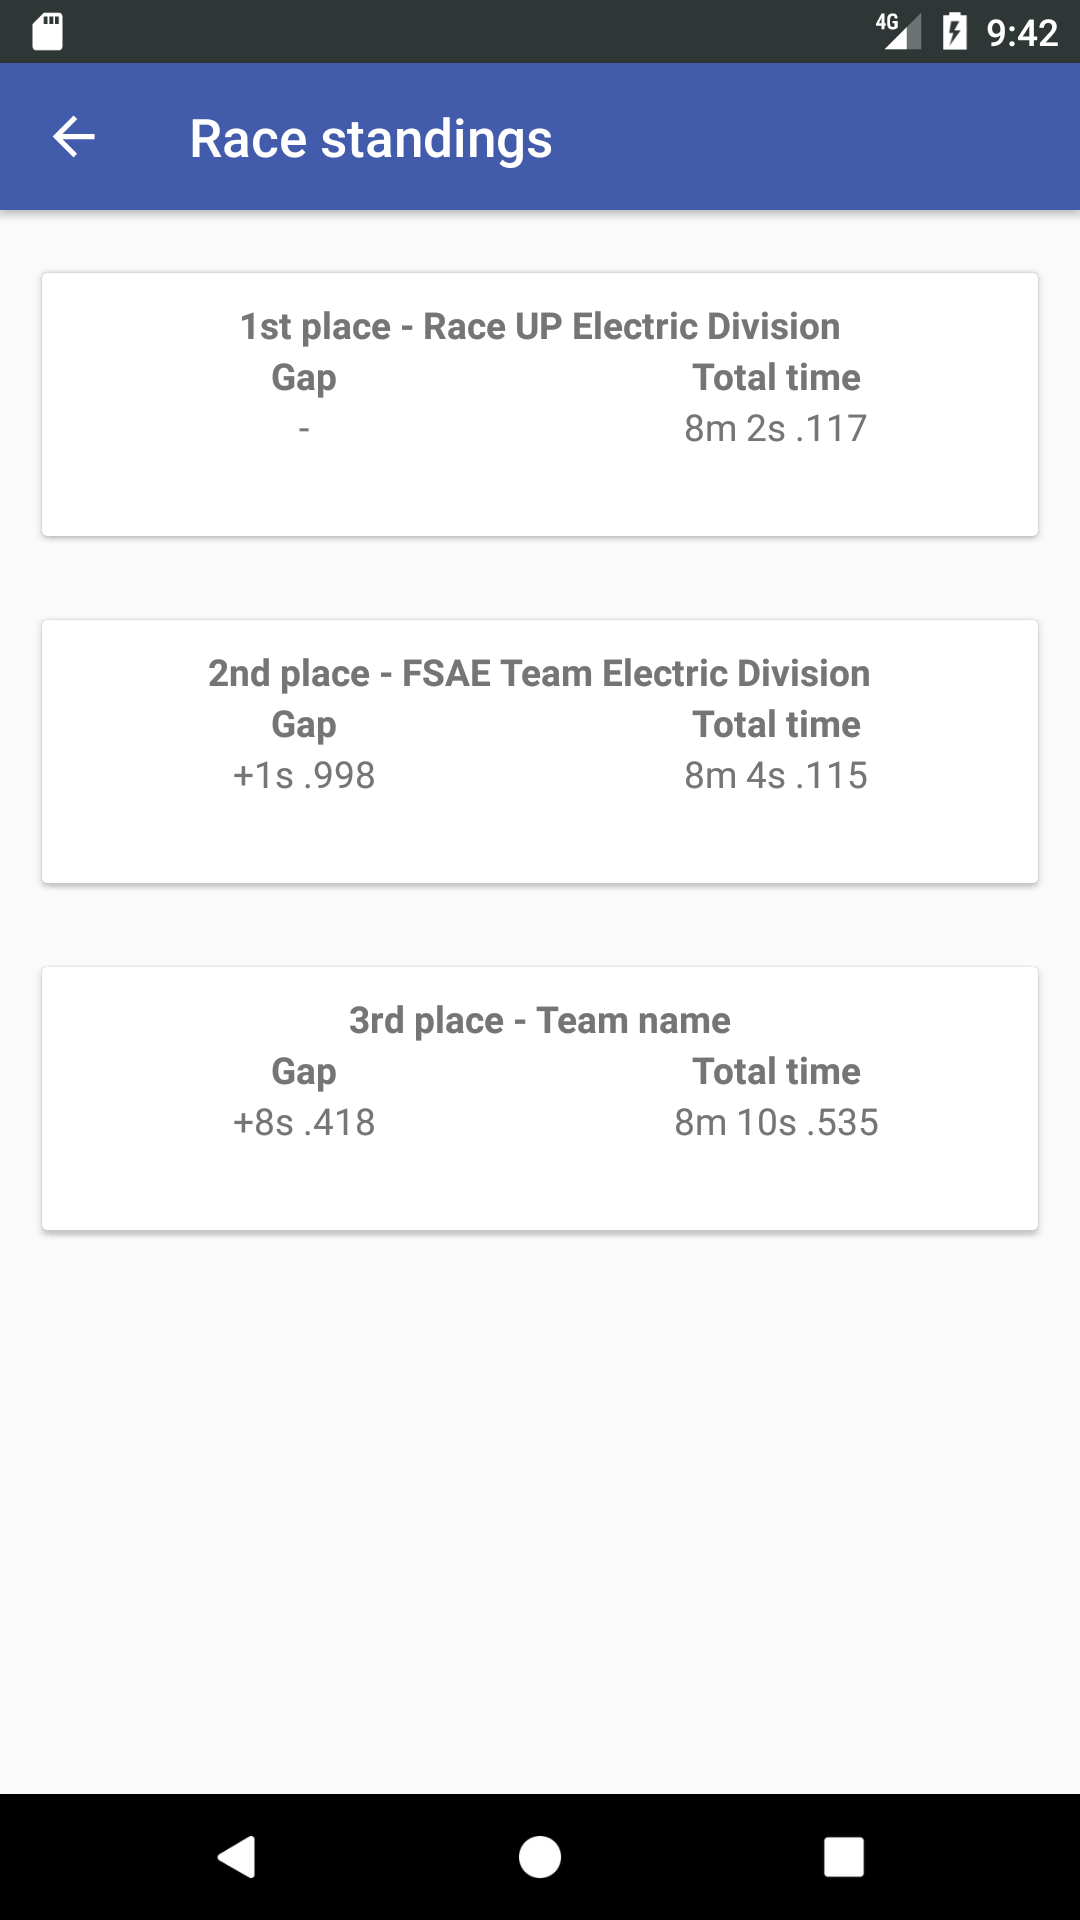 4G 9:42
Race standings
1st place - Race UP Electric Division
Gap Total time
- 8m 2s .117
2nd place - FSAE Team Electric Division
Gap Total time
+1s .998 8m 4s .115
3rd place - Team name
Gap Total time
+8s .418 8m 10s .535